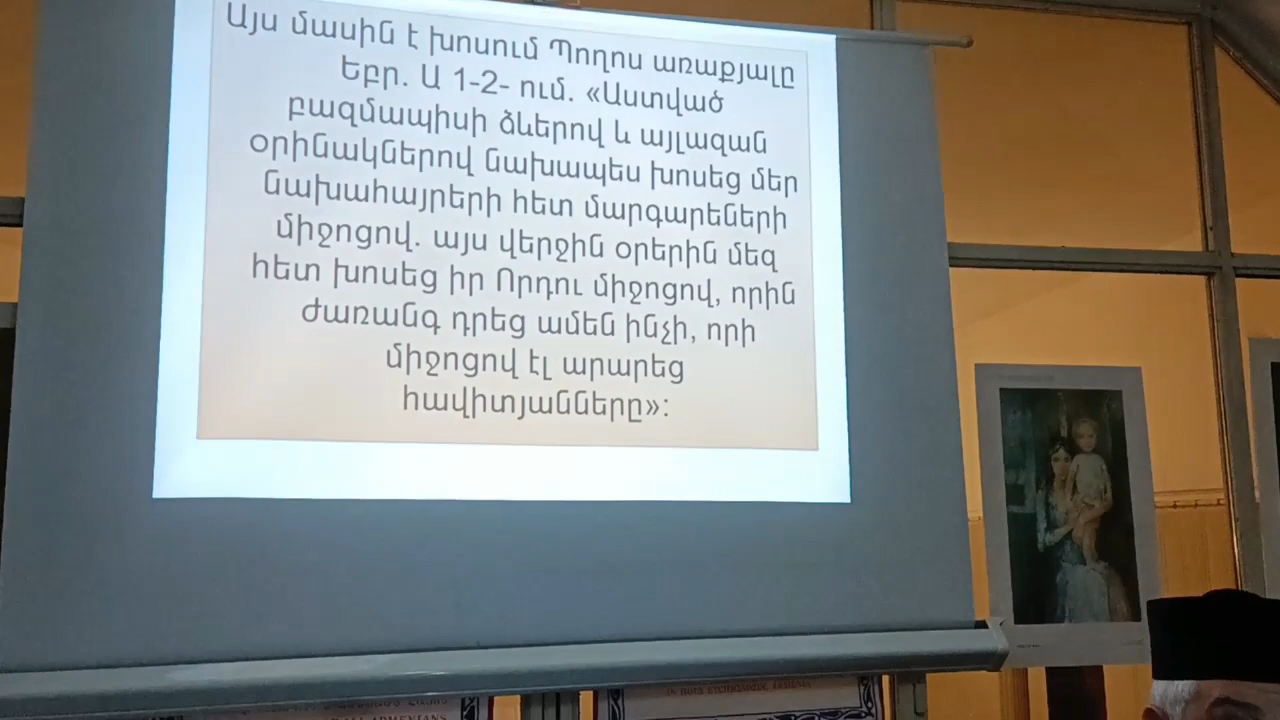 Այս մասին է խոսում Պողոս առաքյալը
Եբր. Ա 1-2- ում. «Աստված
բազմապիսի ձևերով և այլազան
օրինակներով նախապես խոսեց մեր
նախահայրերի հետ մարգարեների
միջոցով. այս վերջին օրերին մեզ
հետ խոսեց իր Որդու միջոցով, որին
ժառանգ դրեց ամեն ինչի, որի
միջոցով էլ արարեց
հավիտյանները»:
ALL ARMENIANS